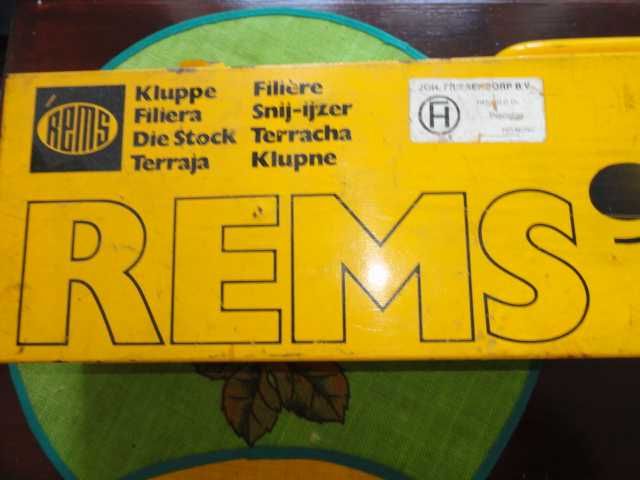 REMS
Kluppe
Filiera
Die Stock
Terraja
Filière
Snij-ijzer
Terracha
Klupne
H
REMS